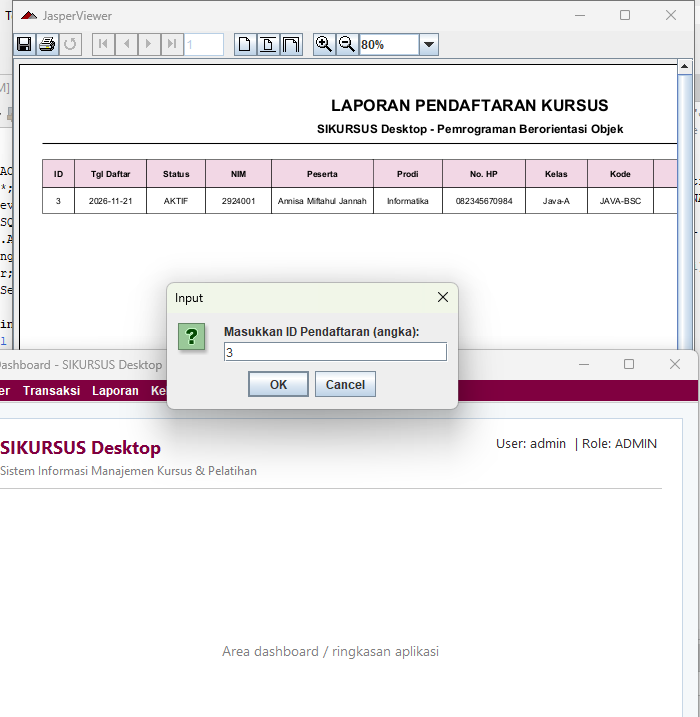 JasperViewer
1
80%
LAPORAN PENDAFTARAN KURSUS
SIKURSUS Desktop - Pemrograman Berorientasi Objek
ID Tgl Daftar Status NIM Peserta Prodi No. HP Kelas Kode
3 2026-11-21 AKTIF 2924001 Annisa Miftahul Jannah Informatika 082345670984 Java-A JAVA-BSC
Input
Masukkan ID Pendaftaran (angka):
3
OK Cancel
Dashboard - SIKURSUS Desktop
Transaksi Laporan
SIKURSUS Desktop
User: admin | Role: ADMIN
Sistem Informasi Manajemen Kursus & Pelatihan
Area dashboard / ringkasan aplikasi